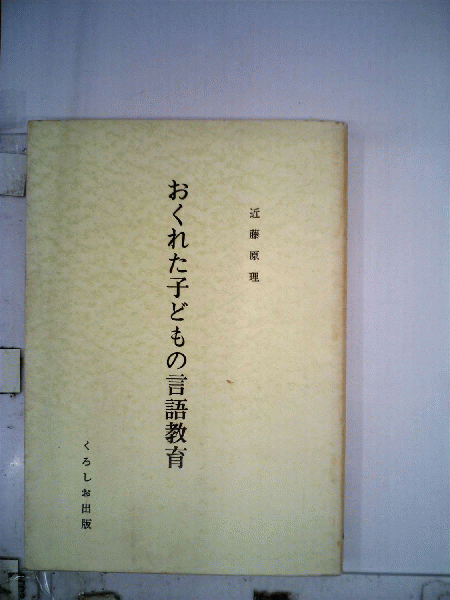 近藤原理
おくれた子どもの言語教育
くろしお出版